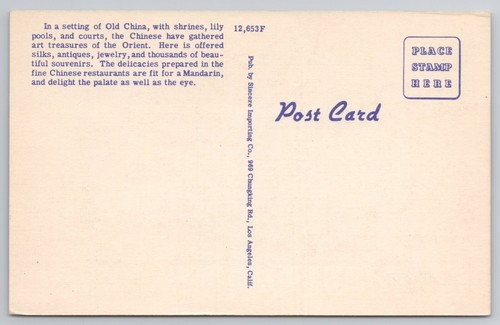 In a setting of Old China, with shrines, lily
pools, and courts, the Chinese have gathered
art treasures of the Orient. Here is offered
silks, antiques, jewelry, and thousands of beau-
tiful souvenirs. The delicacies prepared in the
fine Chinese restaurants are fit for a Mandarin,
and delight the palate as well as the eye.
12,653F
Pub. by Sincere Importing Co., 969 Chungking Rd., Los Angeles, Calif.
Post Card
PLACE
STAMP
HERE